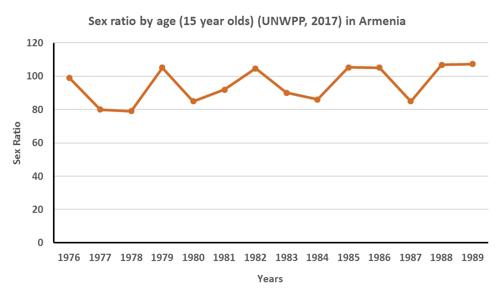 Sex ratio by age (15 year olds) (UNWPP, 2017) in Armenia
120
100
80
60
40
20
0
Sex Ratio
1976 1977 1978 1979 1980 1981 1982 1983 1984 1985 1986 1987 1988 1989
Years